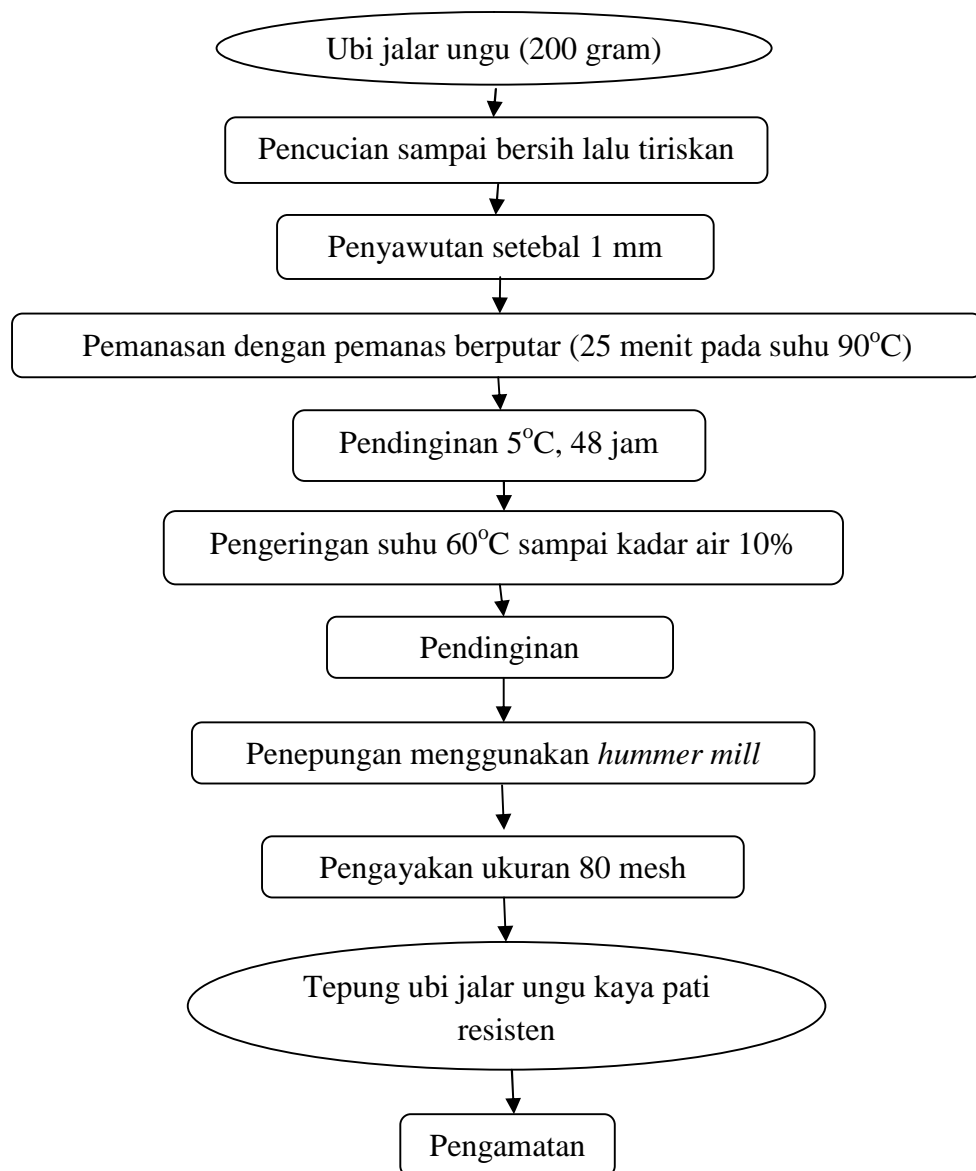 Ubi jalar ungu (200 gram)
Pencucian sampai bersih lalu tiriskan
Penyawutan setebal 1 mm
Pemanasan dengan pemanas berputar (25 menit pada suhu 90°C)
Pendinginan 5°C, 48 jam
Pengeringan suhu 60°C sampai kadar air 10%
Pendinginan
Penepungan menggunakan hummer mill
Pengayakan ukuran 80 mesh
Tepung ubi jalar ungu kaya pati
resisten
Pengamatan